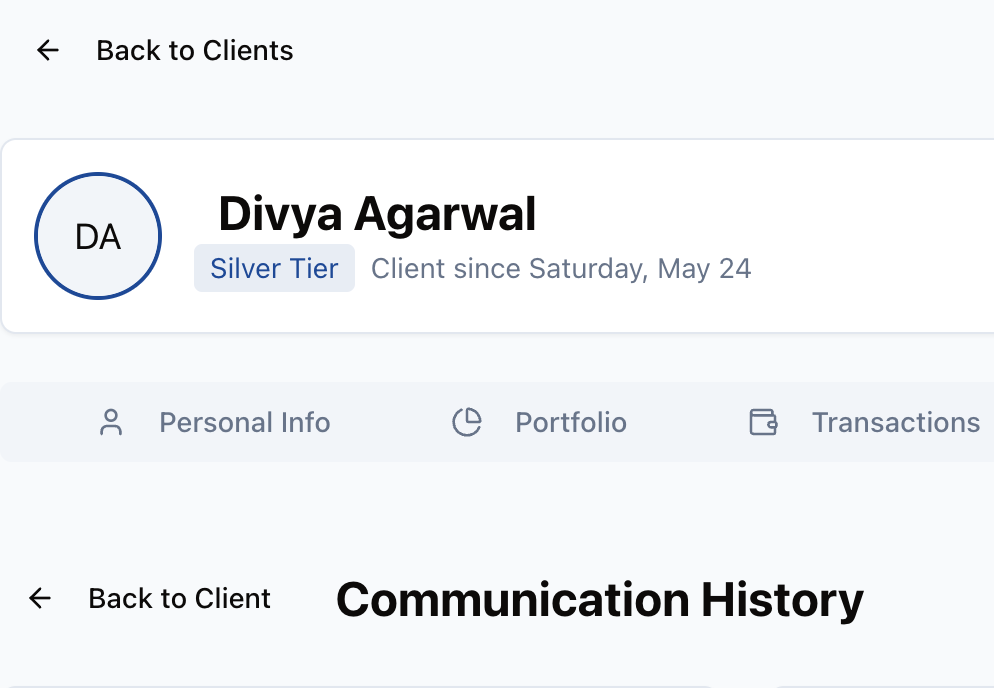 Back to Clients
DA
Divya Agarwal
Silver Tier Client since Saturday, May 24
Personal Info Portfolio Transactions
Back to Client Communication History